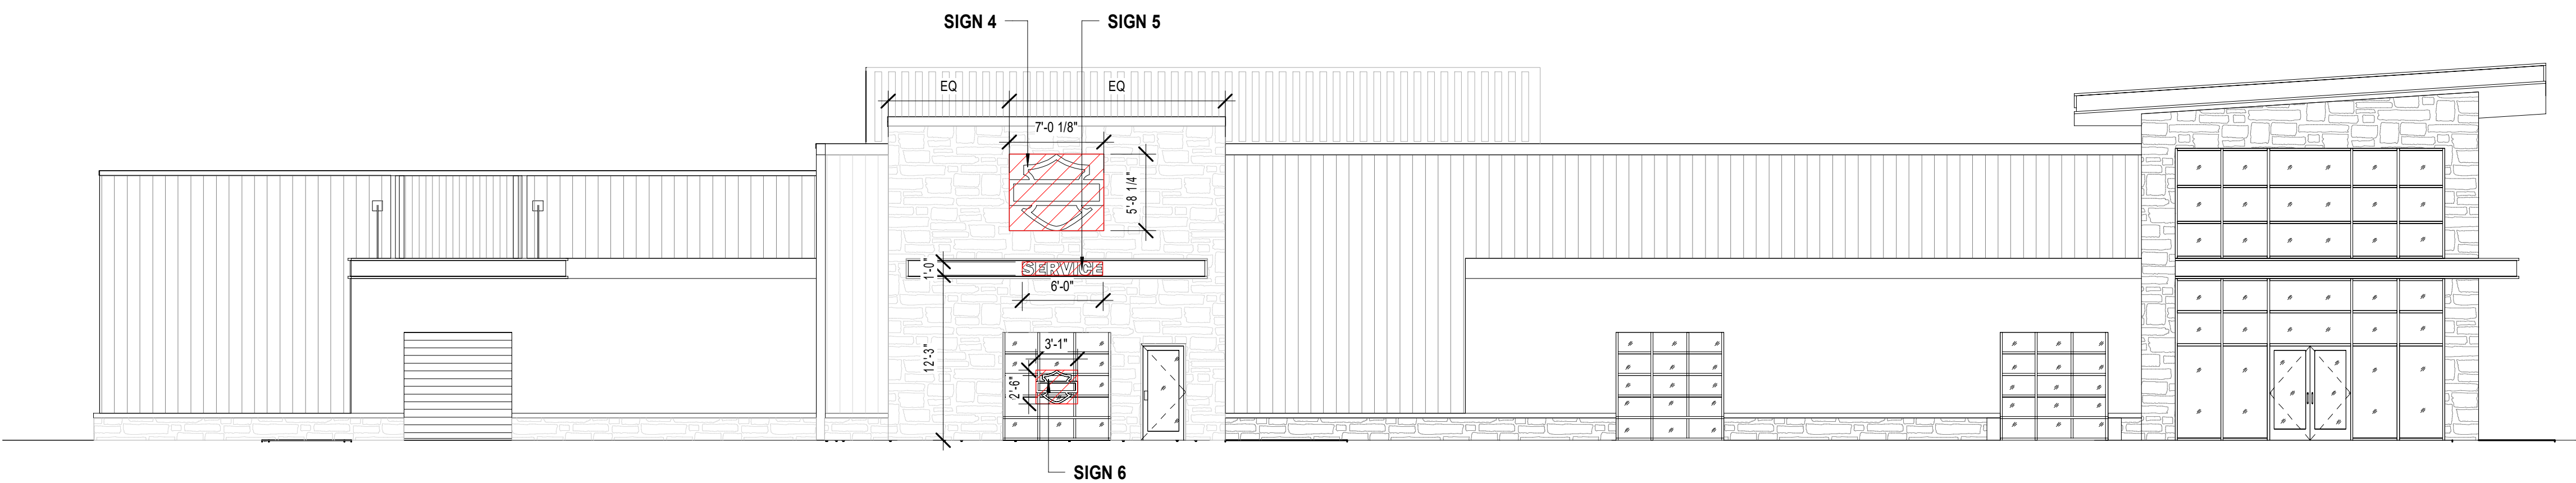 SIGN 4
SIGN 5
EQ
EQ
7'-0 1/8"
5'-8 1/4"
1'-0"
SERVICE
6'-0"
12'-3"
3'-1"
2'-6"
SIGN 6